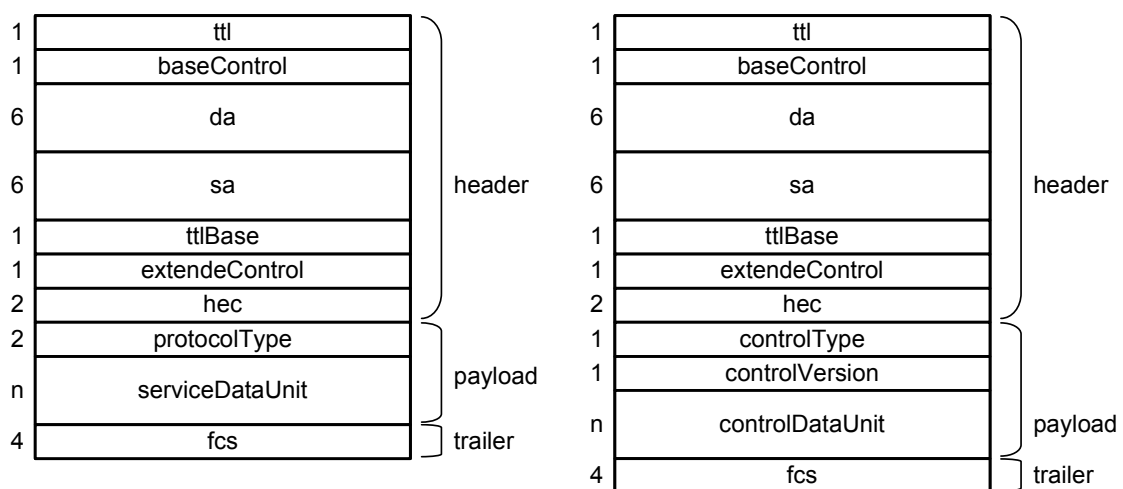 1 ttl
1 baseControl
6 da
6 sa
1 ttlBase
1 extendeControl
2 hec
header
2 protocolType
n serviceDataUnit
payload
4 fcs
trailer
1 ttl
1 baseControl
6 da
6 sa
1 ttlBase
1 extendeControl
2 hec
header
1 controlType
1 controlVersion
n controlDataUnit
payload
4 fcs
trailer